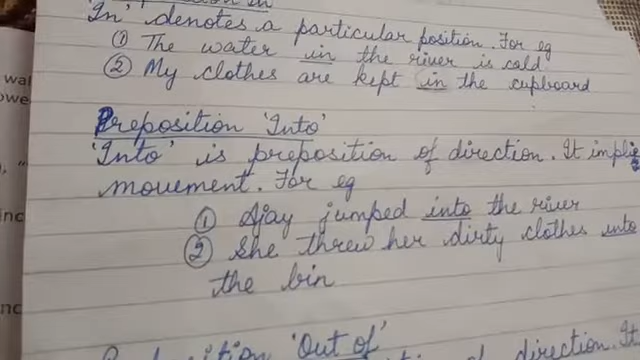 'In' denotes a particular position. For eg
① The water in the river is cold.
② My clothes are kept in the cupboard
Preposition 'Into'
'Into' is preposition of direction. It implies
movement. For eg
① Ajay jumped into the river
② She threw her dirty clothes into
the bin
'Out of'
direction. It